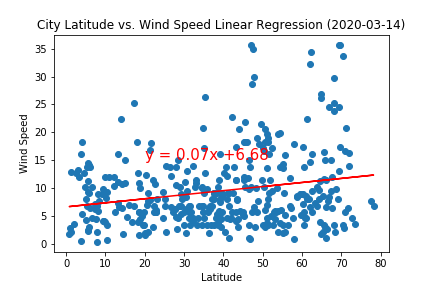 City Latitude vs. Wind Speed Linear Regression (2020-03-14)
35
30
25
20
15
10
5
0
Wind Speed
y = 0.07x +6.68
0 10 20 30 40 50 60 70 80
Latitude